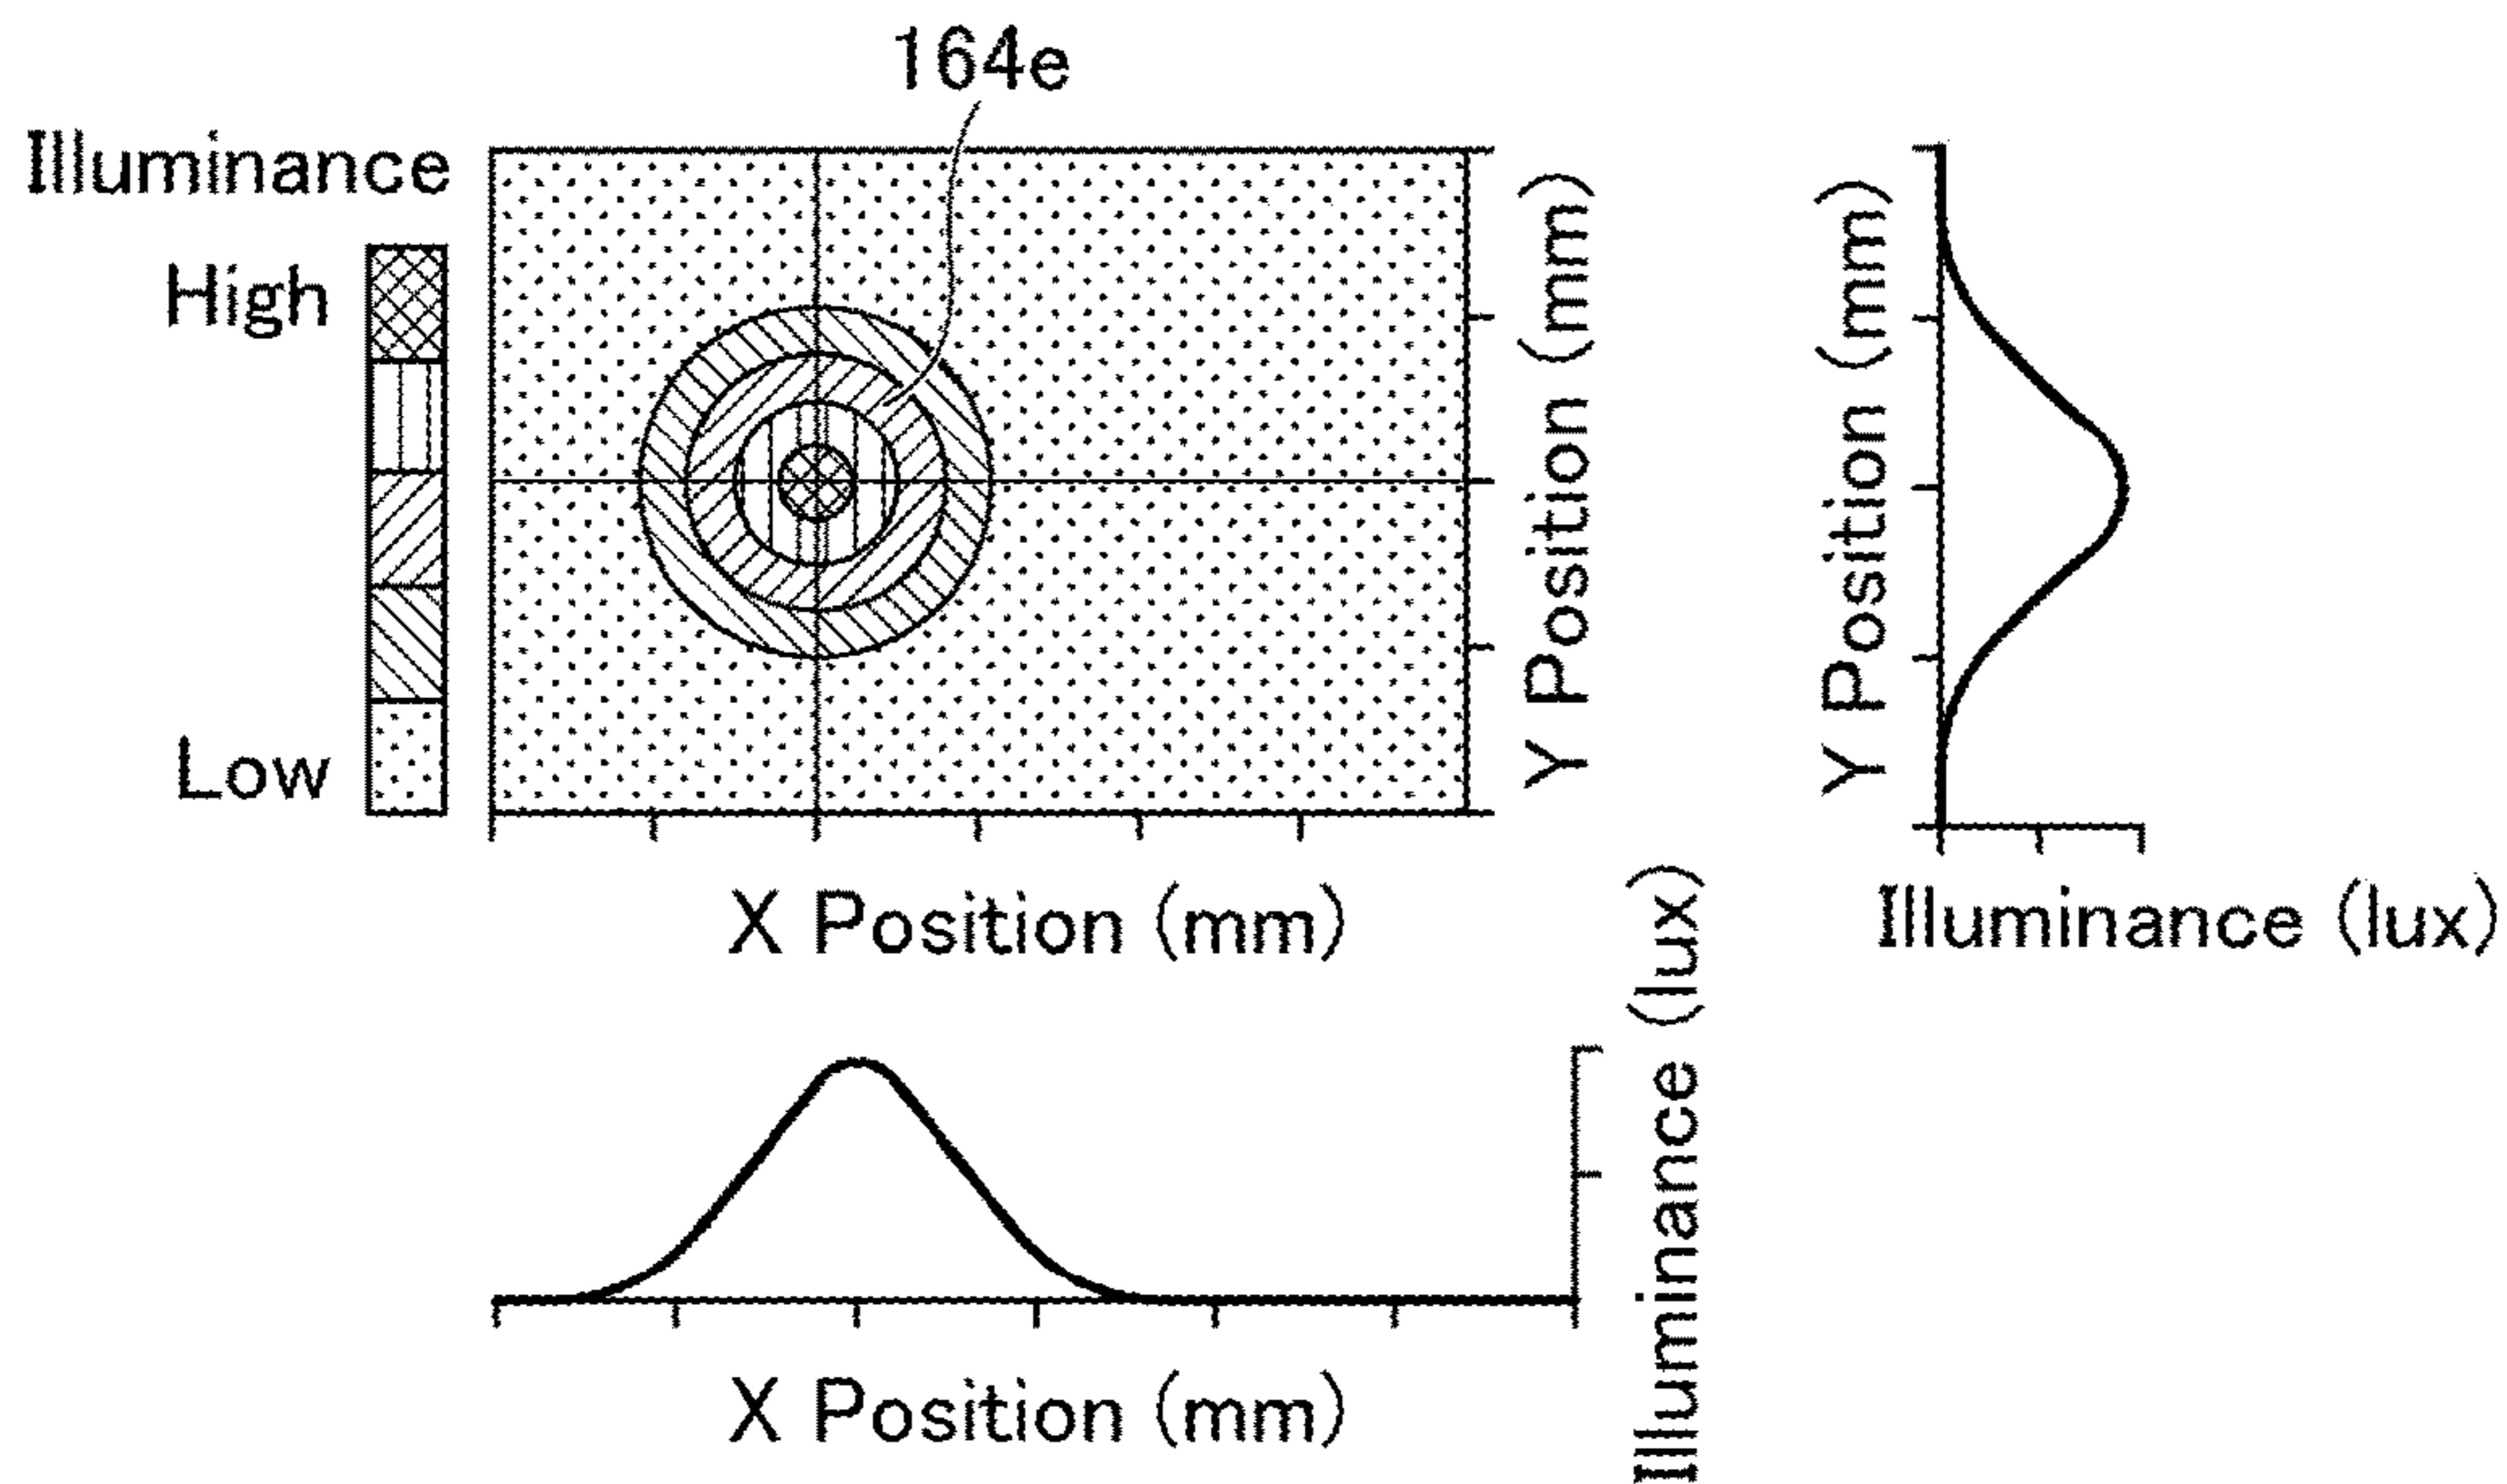 164e
Illuminance
High
Low
X Position (mm)
Y Position (mm)
Y Position (mm)
Illuminance (lux)
X Position (mm)
Illuminance (lux)